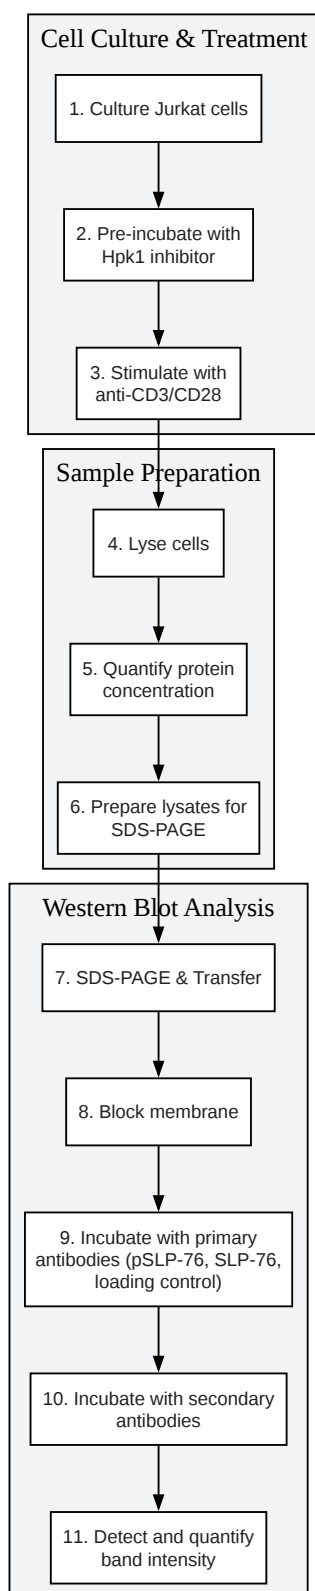 Cell Culture & Treatment
1. Culture Jurkat cells
2. Pre-incubate with
Hpk1 inhibitor
3. Stimulate with
anti-CD3/CD28
Sample Preparation
4. Lyse cells
5. Quantify protein
concentration
6. Prepare lysates for
SDS-PAGE
Western Blot Analysis
7. SDS-PAGE & Transfer
8. Block membrane
9. Incubate with primary
antibodies (pSLP-76, SLP-76,
loading control)
10. Incubate with secondary
antibodies
11. Detect and quantify
band intensity